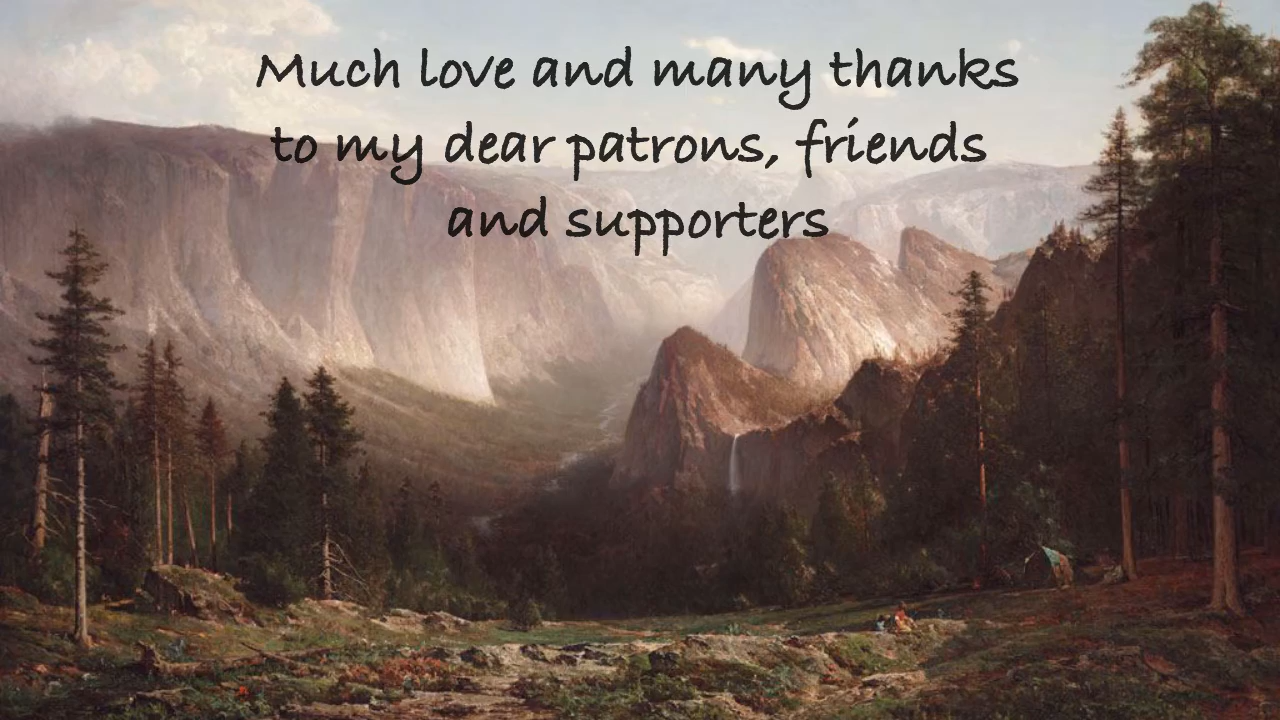 Much love and many thanks
to my dear patrons, friends
and supporters